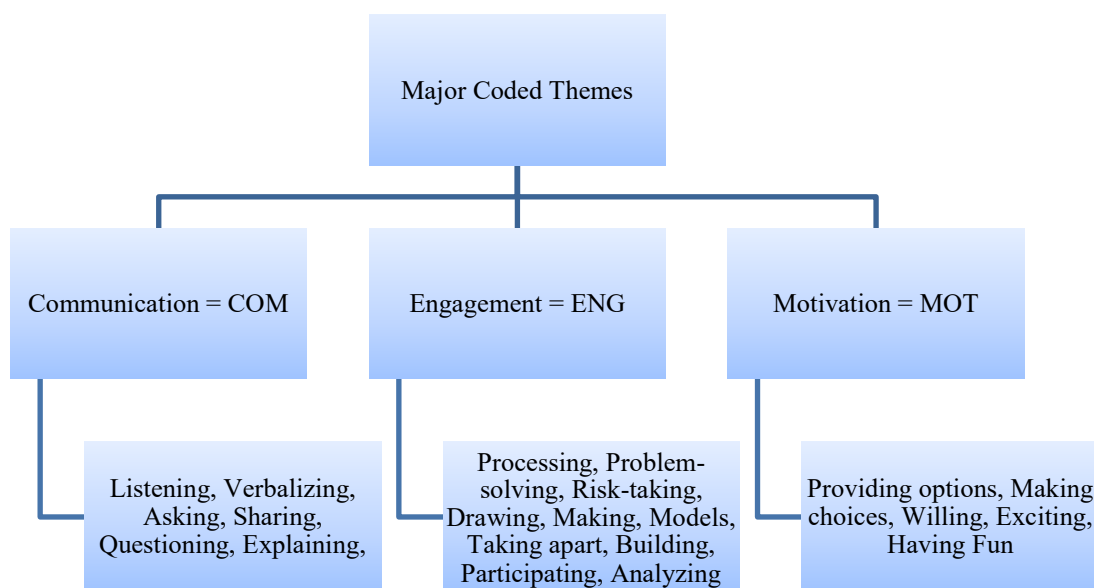 Major Coded Themes
Communication = COM
Engagement = ENG
Motivation = MOT
Listening, Verbalizing,
Asking, Sharing,
Questioning, Explaining,
Processing, Problem-
solving, Risk-taking,
Drawing, Making, Models,
Taking apart, Building,
Participating, Analyzing
Providing options, Making
choices, Willing, Exciting,
Having Fun